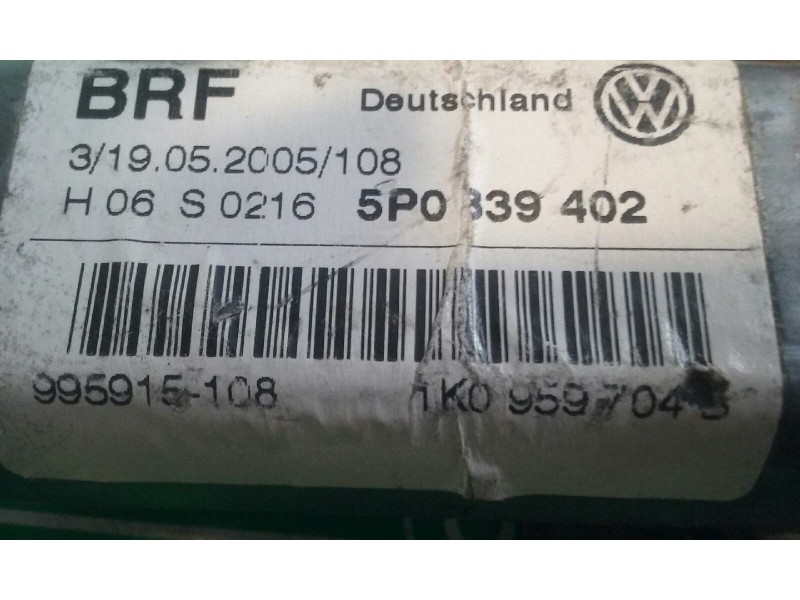 BRF Deutschland
3/19.05.2005/108
H 06 S 0216 5P0 839 402
995915-108 1K0 959 704